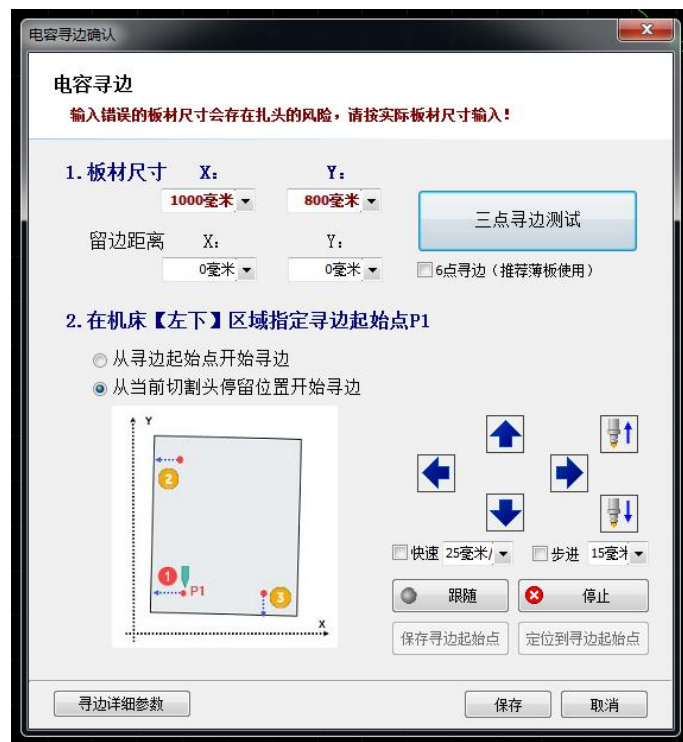 电容寻边确认
电容寻边
输入错误的板材尺寸会存在扎头的风险，请按实际板材尺寸输入！
1.板材尺寸 X： Y：
1000毫米 800毫米
三点寻边测试
留边距离 X： Y：
0毫米 0毫米
6点寻边（推荐薄板使用）
2.在机床【左下】区域指定寻边起始点P1
从寻边起始点开始寻边
从当前切割头停留位置开始寻边
Y
2
1
P1
3
X
快速 25毫米/ 步进 15毫米
跟随 停止
保存寻边起始点 定位到寻边起始点
寻边详细参数 保存 取消